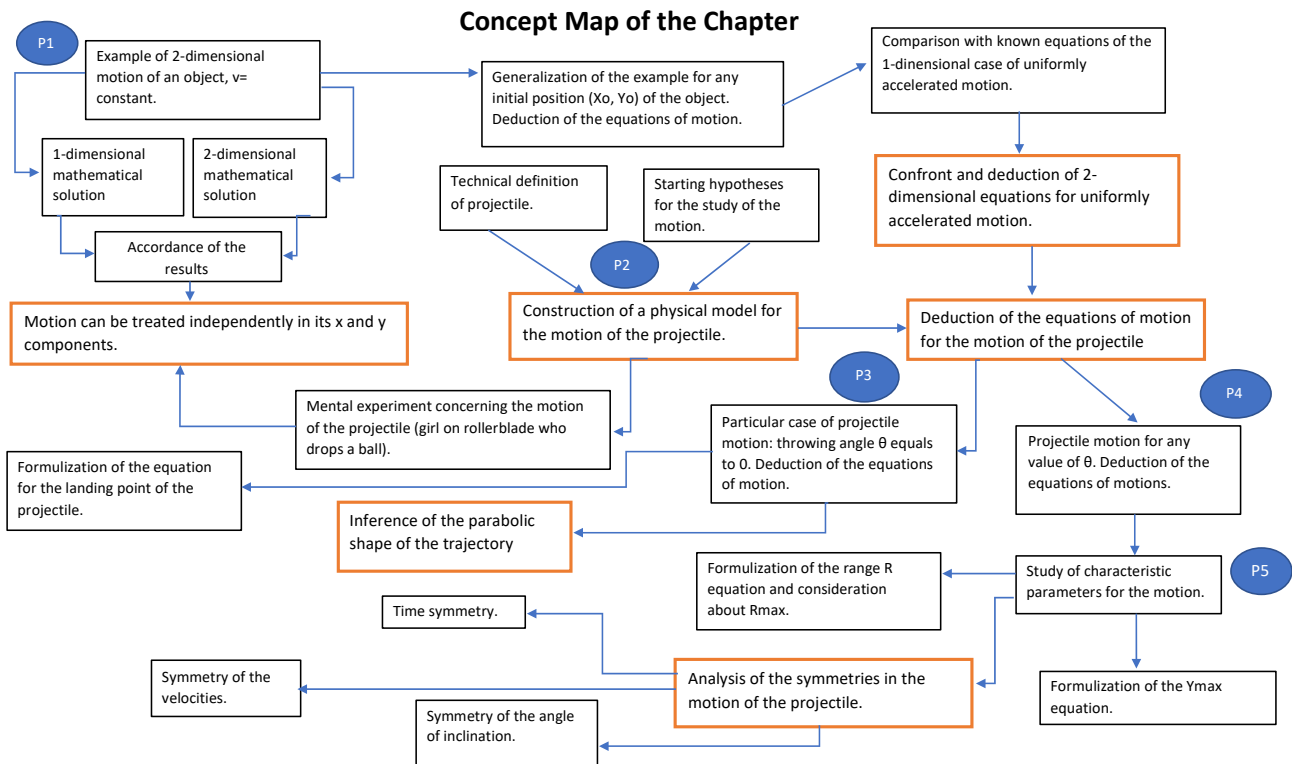 Concept Map of the Chapter
P1
Example of 2-dimensional
motion of an object, v=
constant.
Generalization of the example for any
initial position (Xo, Yo) of the object.
Deduction of the equations of motion.
Comparison with known equations of the
1-dinensional case of uniformly
accelerated motion.
1-dimensional
mathematical
solution
2-dimensional
mathematical
solution
Technical definition
of projectile.
Starting hypotheses
for the study of the
motion.
Confront and deduction of 2-
dimensional equations for uniformly
accelerated motion.
Accordance of the
results
P2
Motion can be treated independently in its x and y
components.
Construction of a physical model for
the motion of the projectile.
Deduction of the equations of motion
for the motion of the projectile
P3
P4
Mental experiment concerning the motion
of the projectile (girl on rollerblade who
drops a ball).
Particular case of projectile
motion: throwing angle θ equals
to 0. Deduction of the equations
of motion.
Projectile motion for any
value of θ. Deduction of the
equations of motions.
Formulization of the equation
for the landing point of the
projectile.
Inference of the parabolic
shape of the trajectory
Formulization of the range R
equation and consideration
about Rmax.
Study of characteristic
parameters for the motion.
P5
Time symmetry.
Symmetry of the
velocities.
Analysis of the symmetries in the
motion of the projectile.
Formulization of the Ymax
equation.
Symmetry of the angle
of inclination.